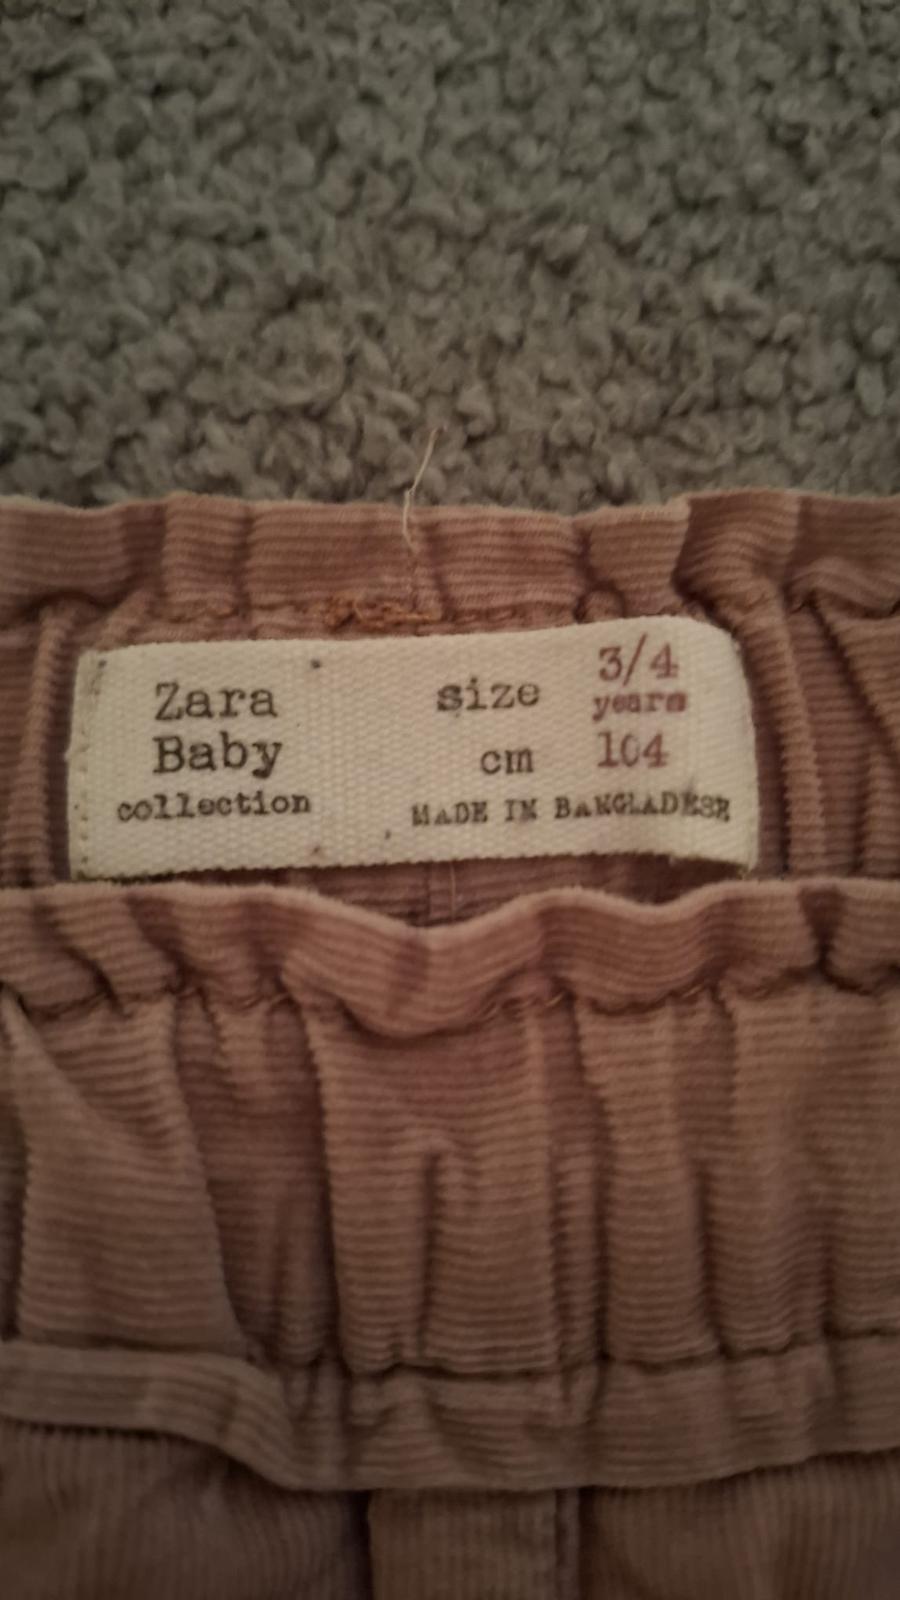 Zara
Baby
collection
size 3/4
years
cm 104
MADE IN BANGLADESH